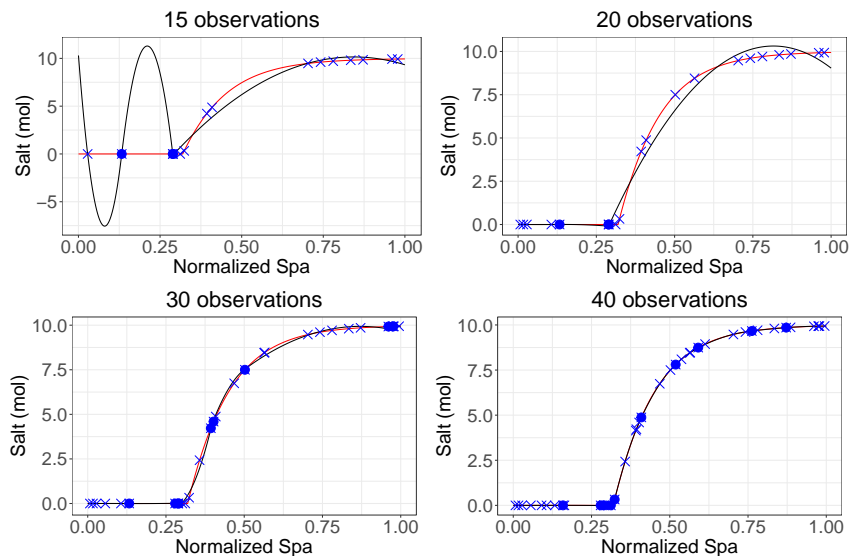 15 observations
Salt (mol)
10
5
0
−5
0.00 0.25 0.50 0.75 1.00
Normalized Spa
20 observations
Salt (mol)
10.0
7.5
5.0
2.5
0.0
0.00 0.25 0.50 0.75 1.00
Normalized Spa
30 observations
Salt (mol)
10.0
7.5
5.0
2.5
0.0
0.00 0.25 0.50 0.75 1.00
Normalized Spa
40 observations
Salt (mol)
10.0
7.5
5.0
2.5
0.0
0.00 0.25 0.50 0.75 1.00
Normalized Spa